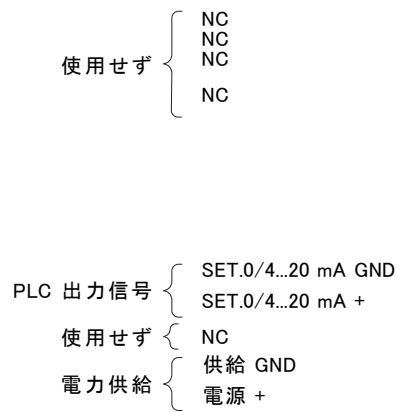 NC
NC
使用せず NC
NC
SET.0/4...20 mA GND
PLC 出力信号
SET.0/4...20 mA +
使用せず NC
供給 GND
電力供給
電源 +